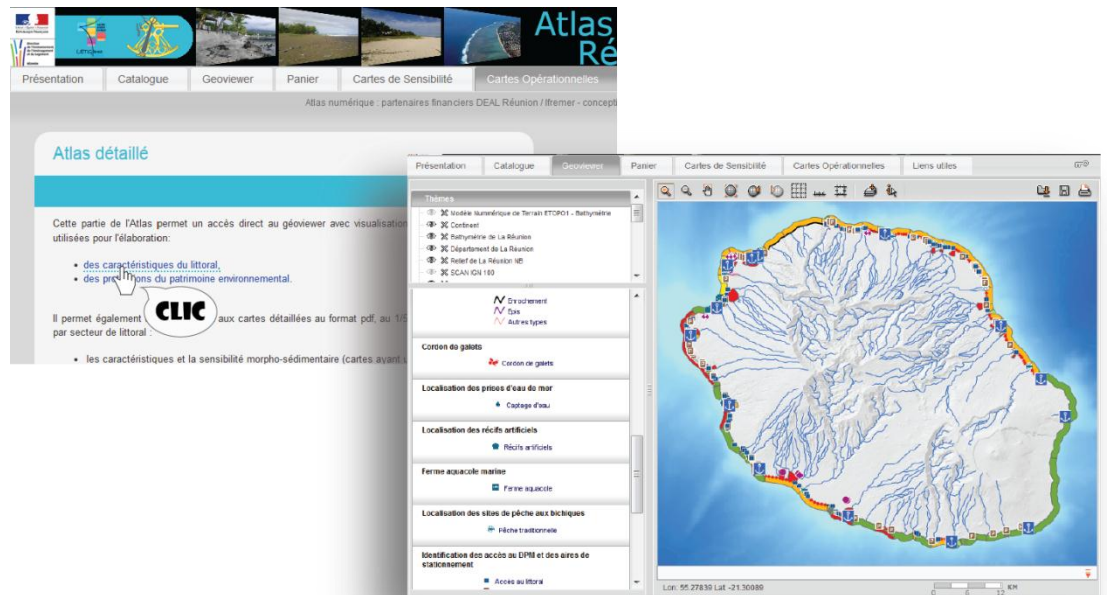 Atlas
Ré
Présentation Catalogue Geoviewer Panier Cartes de Sensibilité Cartes Opérationnelles
Atlas numérique : partenaires financiers DEAL Réunion / Ifremer - concepti
Atlas détaillé
Cette partie de l'Atlas permet un accès direct au géoviewer avec visualisation
utilisées pour l'élaboration:
• des caractéristiques du littoral,
• des pr ons du patrimoine environnemental.
CLIC
Il permet également aux cartes détaillées au format pdf, au 1/5
par secteur de littoral :
• les caractéristiques et la sensibilité morpho-sédimentaire (cartes ayant u
Présentation Catalogue Geoviewer Panier Cartes de Sensibilité Cartes Opérationnelles Liens utiles
Thèmes
Modèle Numérique de Terrain ETOPO1 - Bathymétrie
Continent
Bathymétrie de La Réunion
Département de La Réunion
Relief de La Réunion NB
SCAN IGN 100
Enrochement
Epis
Autres types
Cordon de galets
Cordon de galets
Localisation des prises d'eau de mer
Captage d'eau
Localisation des récifs artificiels
Récifs artificiels
Ferme aquacole marine
Ferme aquacole
Localisation des sites de pêche aux bichiques
Pêche traditionnelle
Identification des accès au DPM et des aires de
stationnement
Accès au littoral
Lon: 55.27839 Lat -21.30089
KM
0 6 12